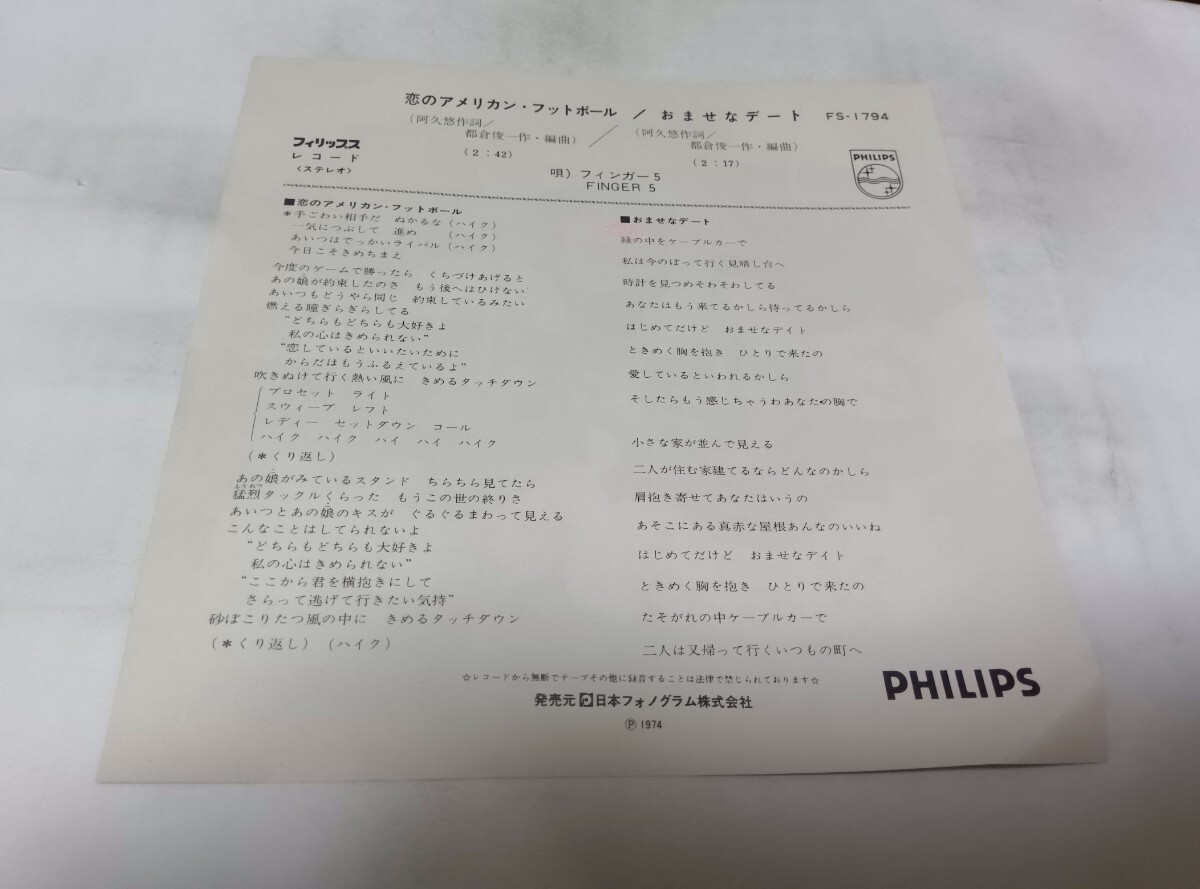 恋のアメリカン・フットボール / おませなデート FS-1794
(阿久悠作詞/都倉俊一作・編曲) / (阿久悠作詞/都倉俊一作・編曲)
(2:42) (2:17)
フィリップス
レコード
〈ステレオ〉
唄) フィンガー5
FINGER 5
PHILIPS
■恋のアメリカン・フットボール
*手ごわい相手だ ぬかるな (ハイク)
一気につぶして 進め (ハイク)
あいつはでっかいライバル (ハイク)
今日こそきめちまえ
今度のゲームで勝ったら くちづけあげると
あの娘が約束したのさ もう後へはひけない
あいつもどうやら同じ 約束しているみたい
燃える瞳ぎらぎらしてる
“どちらもどちらも大好きよ
私の心はきめられない”
“恋しているといいたいために
からだはもうふるえているよ”
吹きぬけて行く熱い風に きめるタッチダウン
プロセット ライト
スウィープ レフト
レディー セットダウン コール
ハイク ハイク ハイ ハイ ハイク
(*くり返し)
あの娘がみているスタンド ちらちら見てたら
猛烈タックルくらった もうこの世の終りさ
あいつとあの娘のキスが ぐるぐるまわって見える
こんなことはしてられないよ
“どちらもどちらも大好きよ
私の心はきめられない”
“ここから君を横抱きにして
さらって逃げて行きたい気持”
砂ぼこりたつ風の中に きめるタッチダウン
(*くり返し) (ハイク)
■おませなデート
緑の中をケーブルカーで
私は今のぼって行く見晴し台へ
時計を見つめそわそわしてる
あなたはもう来てるかしら待ってるかしら
はじめてだけど おませなデイト
ときめく胸を抱き ひとりで来たの
愛しているといわれるかしら
そしたらもう感じちゃうわあなたの胸で
小さな家が並んで見える
二人が住む家建てるならどんなのかしら
肩抱き寄せてあなたはいうの
あそこにある真赤な屋根あんなのいいね
はじめてだけど おませなデイト
ときめく胸を抱き ひとりで来たの
たそがれの中ケーブルカーで
二人は又帰って行くいつもの町へ
☆レコードから無断でテープその他に録音することは法律で禁じられております☆
発売元 日本フォノグラム株式会社
Ⓟ 1974
PHILIPS